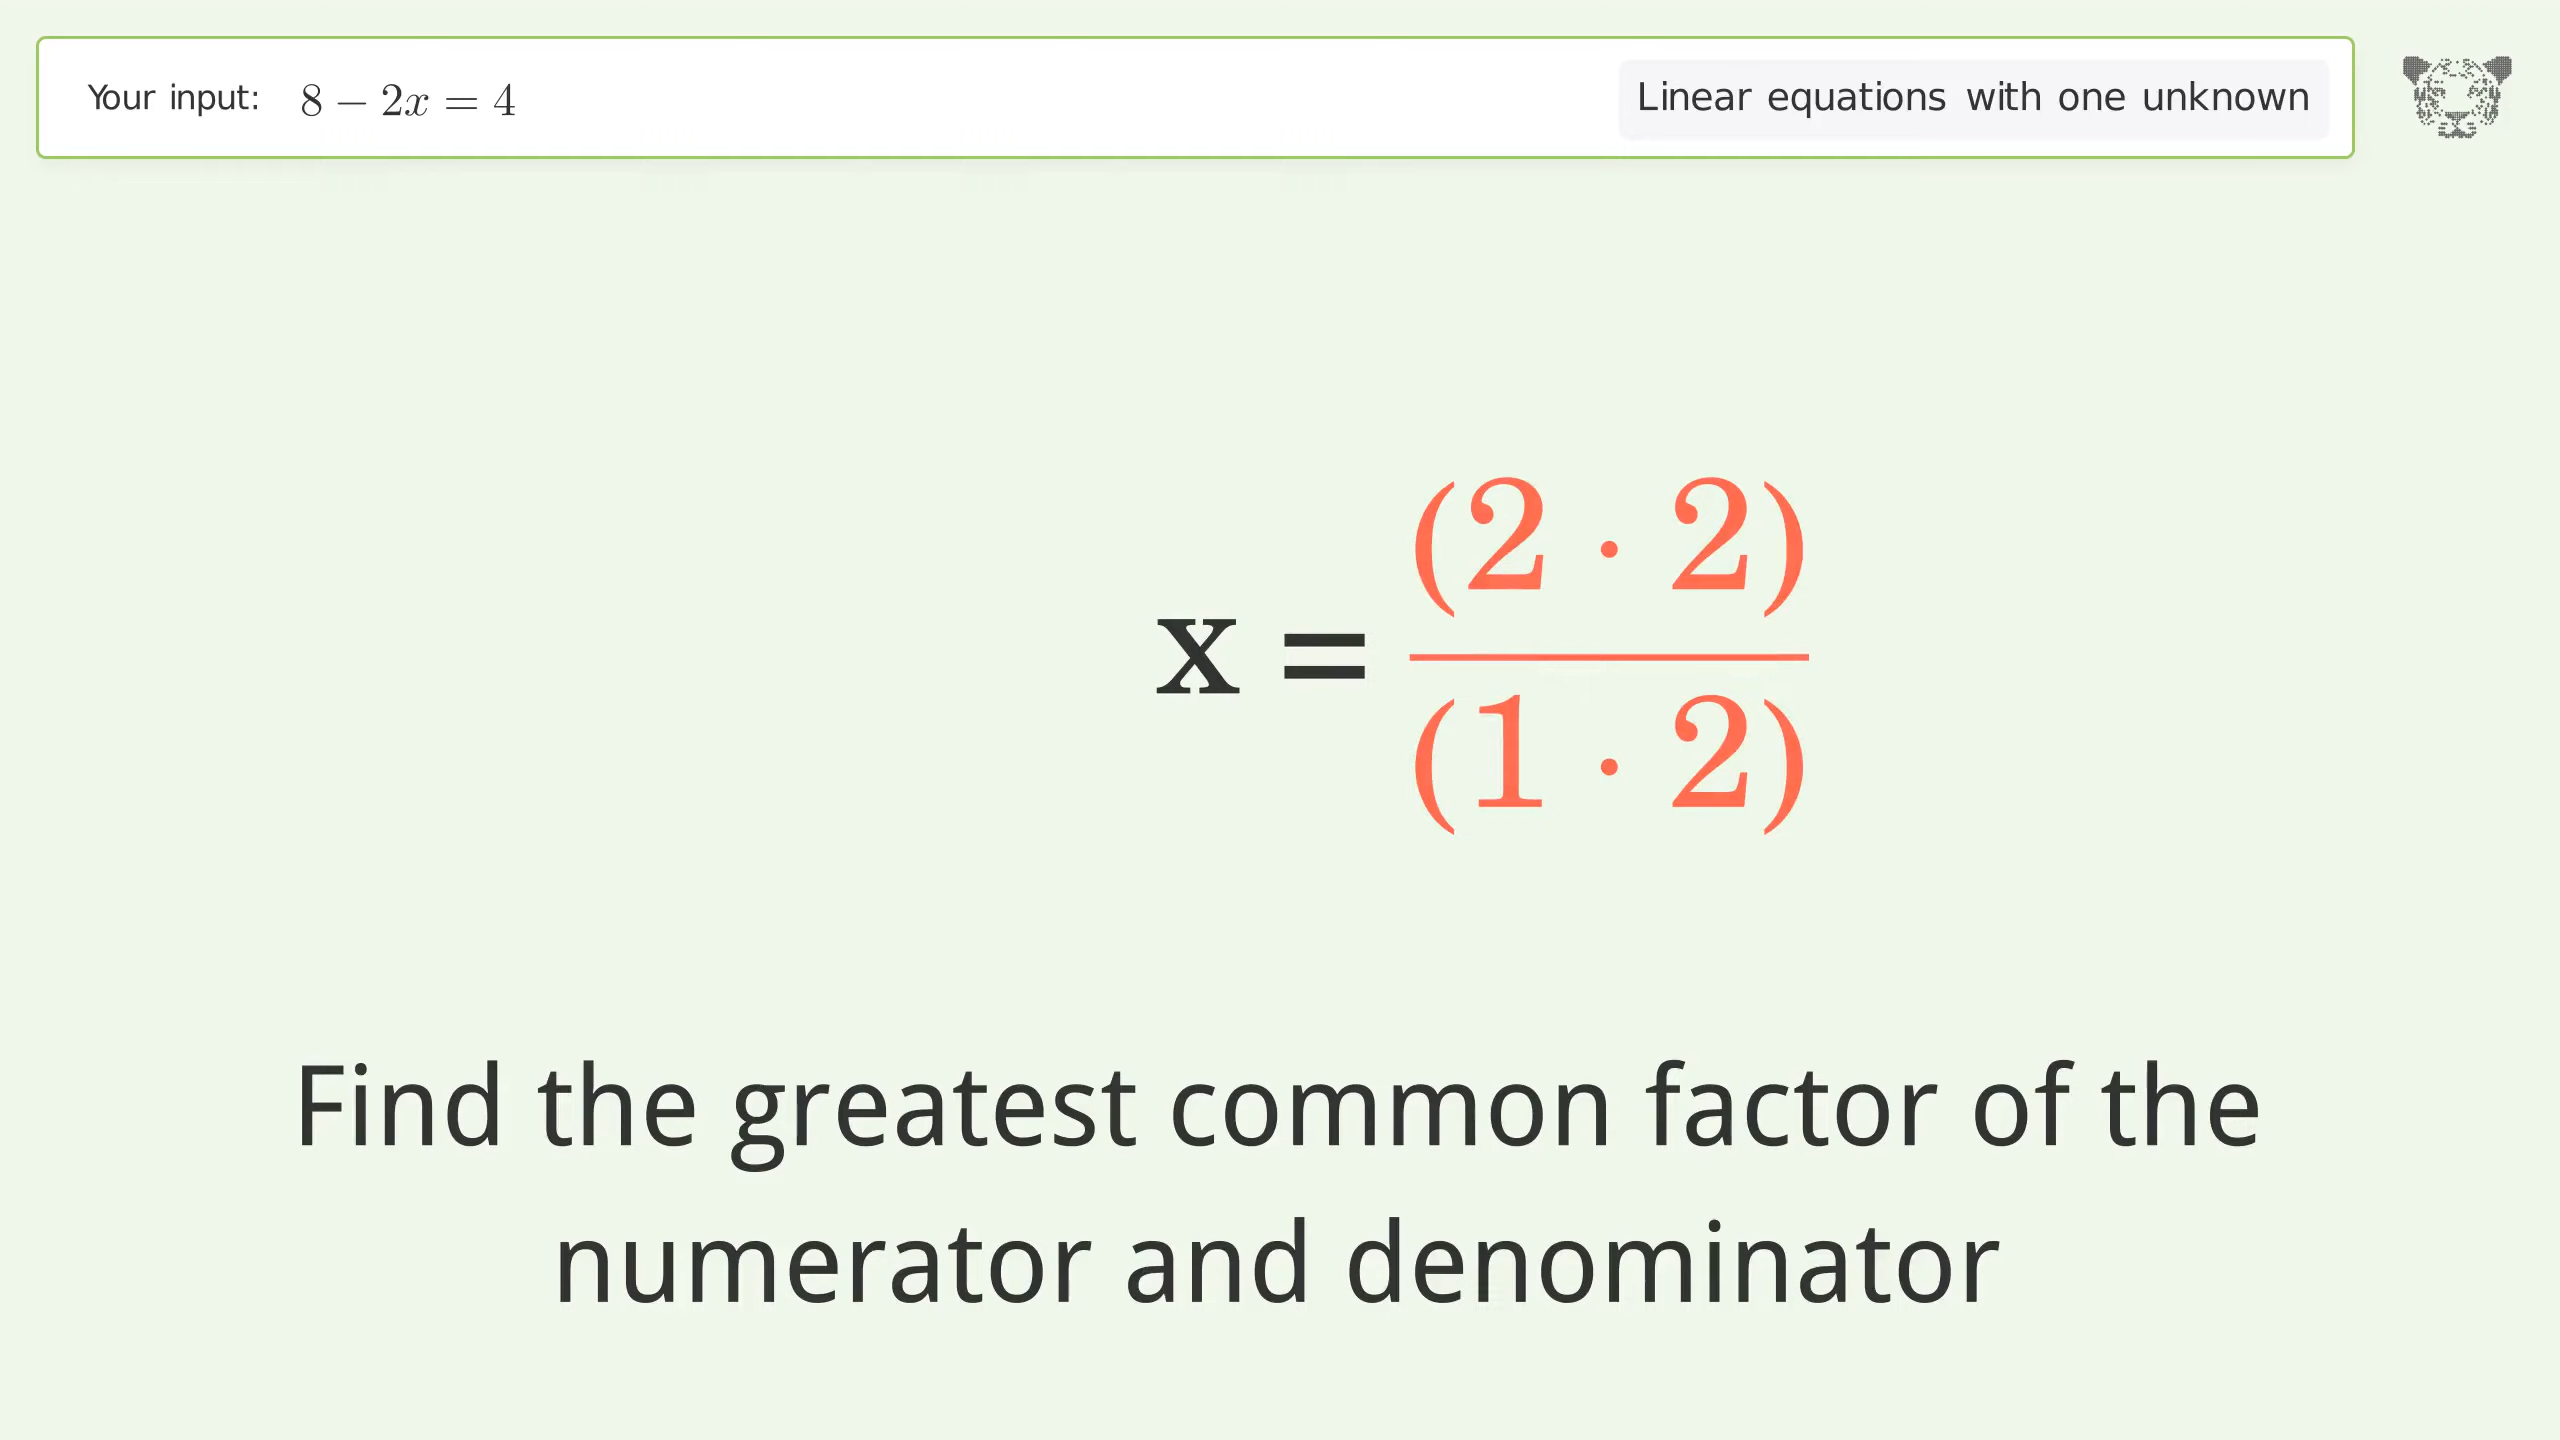 Your input: 8 − 2x = 4
Linear equations with one unknown
x = (2 · 2) / (1 · 2)
Find the greatest common factor of the
numerator and denominator